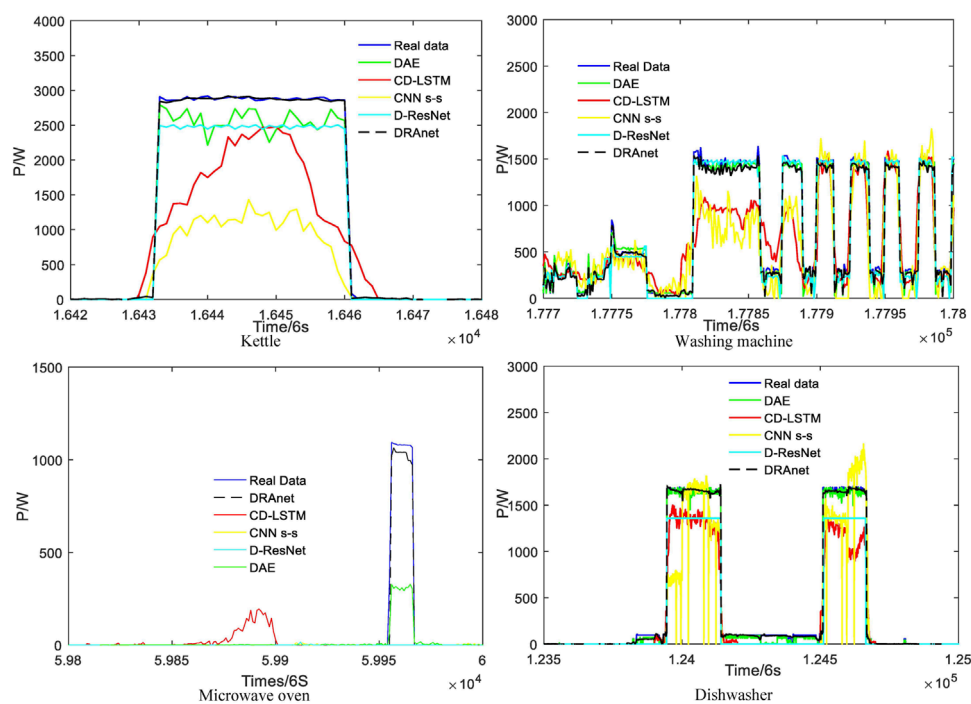 4000
3500
3000
2500
2000
1500
1000
500
0
P/W
Real data
DAE
CD-LSTM
CNN s-s
D-ResNet
DRAnet
1.642 1.643 1.644 1.645 1.646 1.647 1.648
Time/6s
×10⁴
Kettle
3000
2500
2000
1500
1000
500
0
P/W
Real Data
DAE
CD-LSTM
CNN s-s
D-ResNet
DRAnet
1.777 1.7775 1.778 1.7785 1.779 1.7795 1.78
Time/6s
×10⁵
Washing machine
1500
1000
500
0
P/W
Real Data
DRAnet
CD-LSTM
CNN s-s
D-ResNet
DAE
5.98 5.985 5.99 5.995 6
Times/6S
×10⁴
Microwave oven
3000
2500
2000
1500
1000
500
0
P/W
Real data
DAE
CD-LSTM
CNN s-s
D-ResNet
DRAnet
1.235 1.24 1.245 1.25
Time/6s
×10⁵
Dishwasher